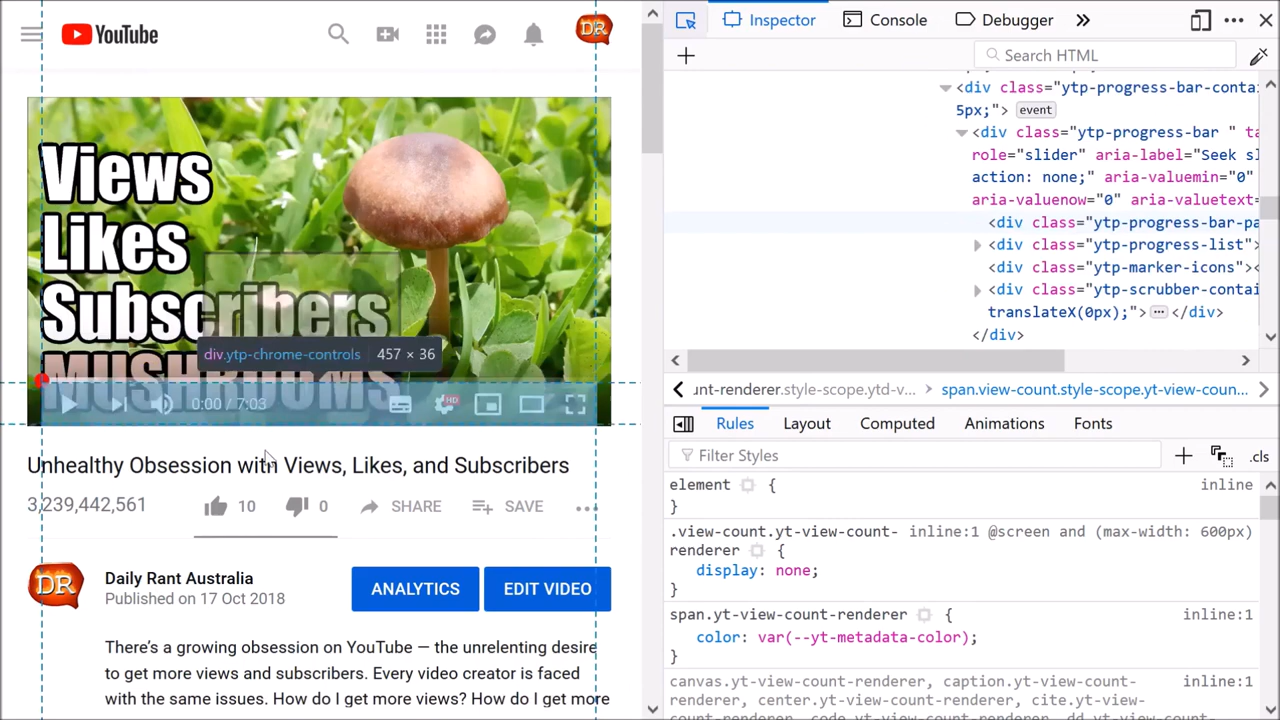 YouTube
DR
Views
Likes
Subscribers
MUSHROOMS
div.ytp-chrome-controls 457 × 36
0:00 / 7:03
HD
Unhealthy Obsession with Views, Likes, and Subscribers
3,239,442,561 10 0 SHARE SAVE
DR
Daily Rant Australia
Published on 17 Oct 2018
ANALYTICS EDIT VIDEO
There's a growing obsession on YouTube — the unrelenting desire
to get more views and subscribers. Every video creator is faced
with the same issues. How do I get more views? How do I get more
Inspector Console Debugger
Search HTML
<div class="ytp-progress-bar-contai
5px;"> event
<div class="ytp-progress-bar " ta
role="slider" aria-label="Seek sl
action: none;" aria-valuemin="0"
aria-valuenow="0" aria-valuetext=
<div class="ytp-progress-bar-pa
<div class="ytp-progress-list">
<div class="ytp-marker-icons"><
<div class="ytp-scrubber-contai
translateX(0px);"> </div>
</div>
unt-renderer.style-scope.ytd-v... span.view-count.style-scope.yt-view-coun...
Rules Layout Computed Animations Fonts
Filter Styles .cls
element { inline
}
.view-count.yt-view-count- inline:1 @screen and (max-width: 600px)
renderer {
display: none;
}
span.yt-view-count-renderer { inline:1
color: var(--yt-metadata-color);
}
canvas.yt-view-count-renderer, caption.yt-view-count- inline:1
renderer, center.yt-view-count-renderer, cite.yt-view-